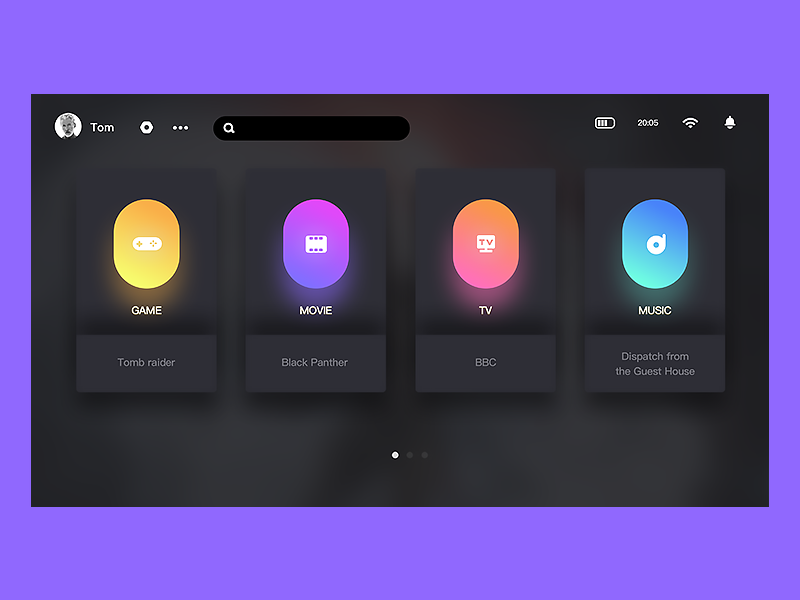 Tom
20:05
GAME
MOVIE
TV
TV
MUSIC
Tomb raider
Black Panther
BBC
Dispatch from
the Guest House